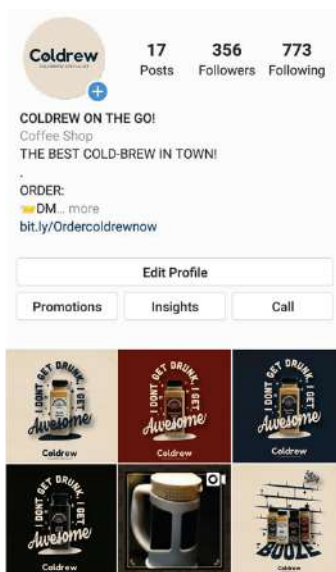 Coldrew
17
356
773
Posts
Followers
Following
COLDREW ON THE GO!
Coffee Shop
THE BEST COLD-BREW IN TOWN!
.
ORDER:
DM... more
bit.ly/Ordercoldrewnow
Edit Profile
Promotions
Insights
Call
I DONT GET DRUNK, I GET
Awesome
Coldrew
I DONT GET DRUNK, I GET
Awesome
Coldrew
I DONT GET DRUNK, I GET
Awesome
Coldrew
I DONT GET DRUNK, I GET
Awesome
Coldrew
BOOZE
Coldrew